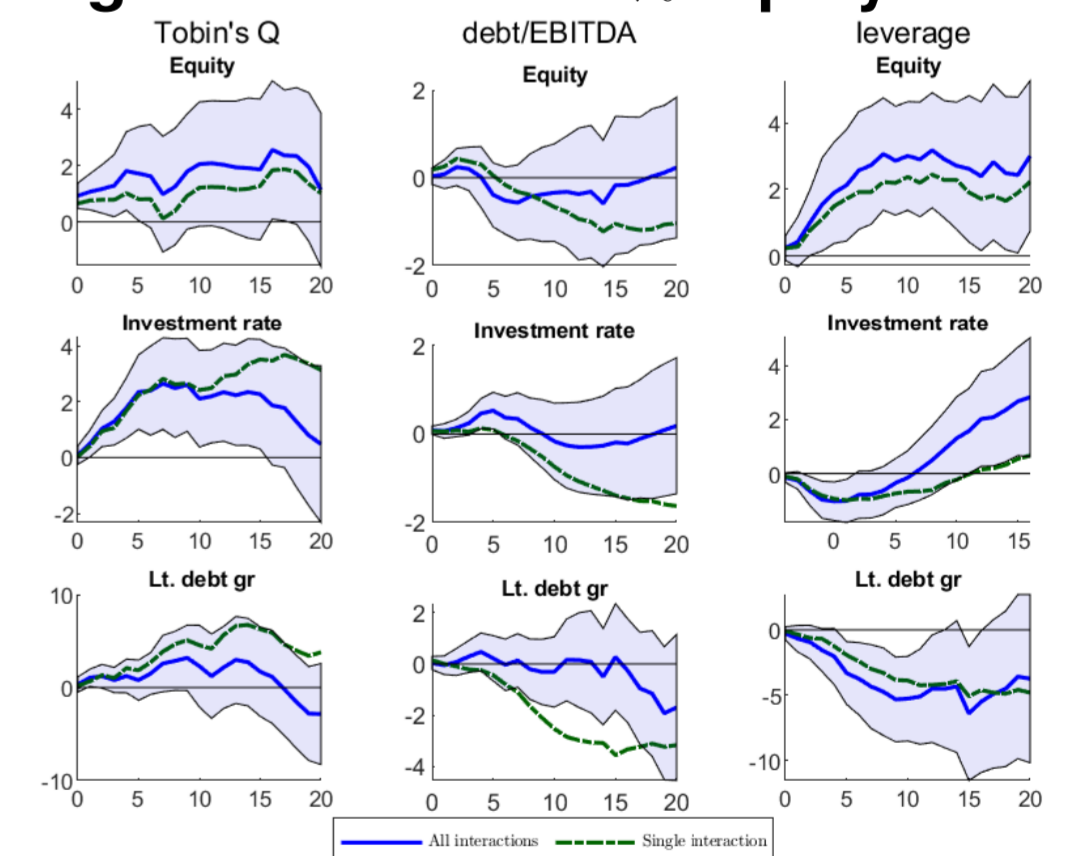 Tobin's Q debt/EBITDA leverage
Equity Equity Equity
4 2 0
2 0 -2
4 2 0
0 5 10 15 20 0 5 10 15 20 0 5 10 15 20
Investment rate Investment rate Investment rate
4 2 0 -2
2 0 -2
4 2 0
0 5 10 15 20 0 5 10 15 20 0 5 10 15
Lt. debt gr Lt. debt gr Lt. debt gr
10 0 -10
2 0 -2 -4
0 -5 -10
0 5 10 15 20 0 5 10 15 20 0 5 10 15 20
All interactions Single interaction